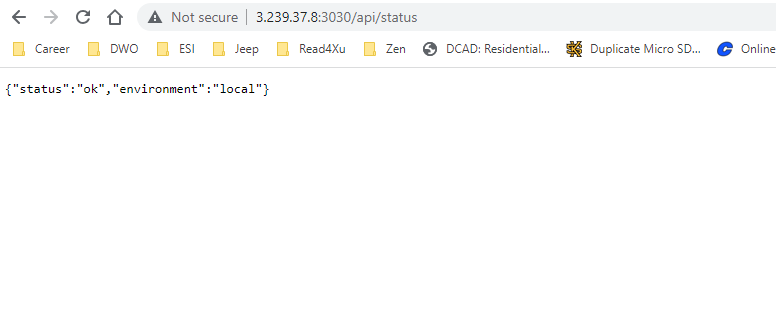 Not secure 3.239.37.8:3030/api/status
Career DWO ESI Jeep Read4Xu Zen DCAD: Residential... Duplicate Micro SD... Online
{"status":"ok","environment":"local"}